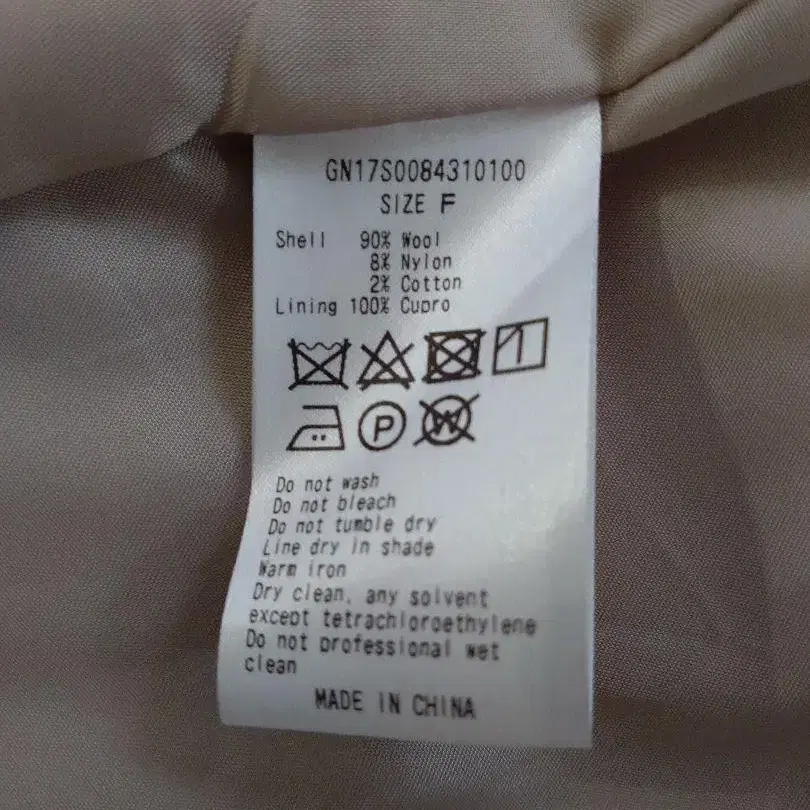 GN17S0084310100
SIZE F
Shell 90% Wool
8% Nylon
2% Cotton
Lining 100% Cupro
P
W
Do not wash
Do not bleach
Do not tumble dry
Line dry in shade
Warm iron
Dry clean, any solvent
except tetrachloroethylene
Do not professional wet
clean
MADE IN CHINA